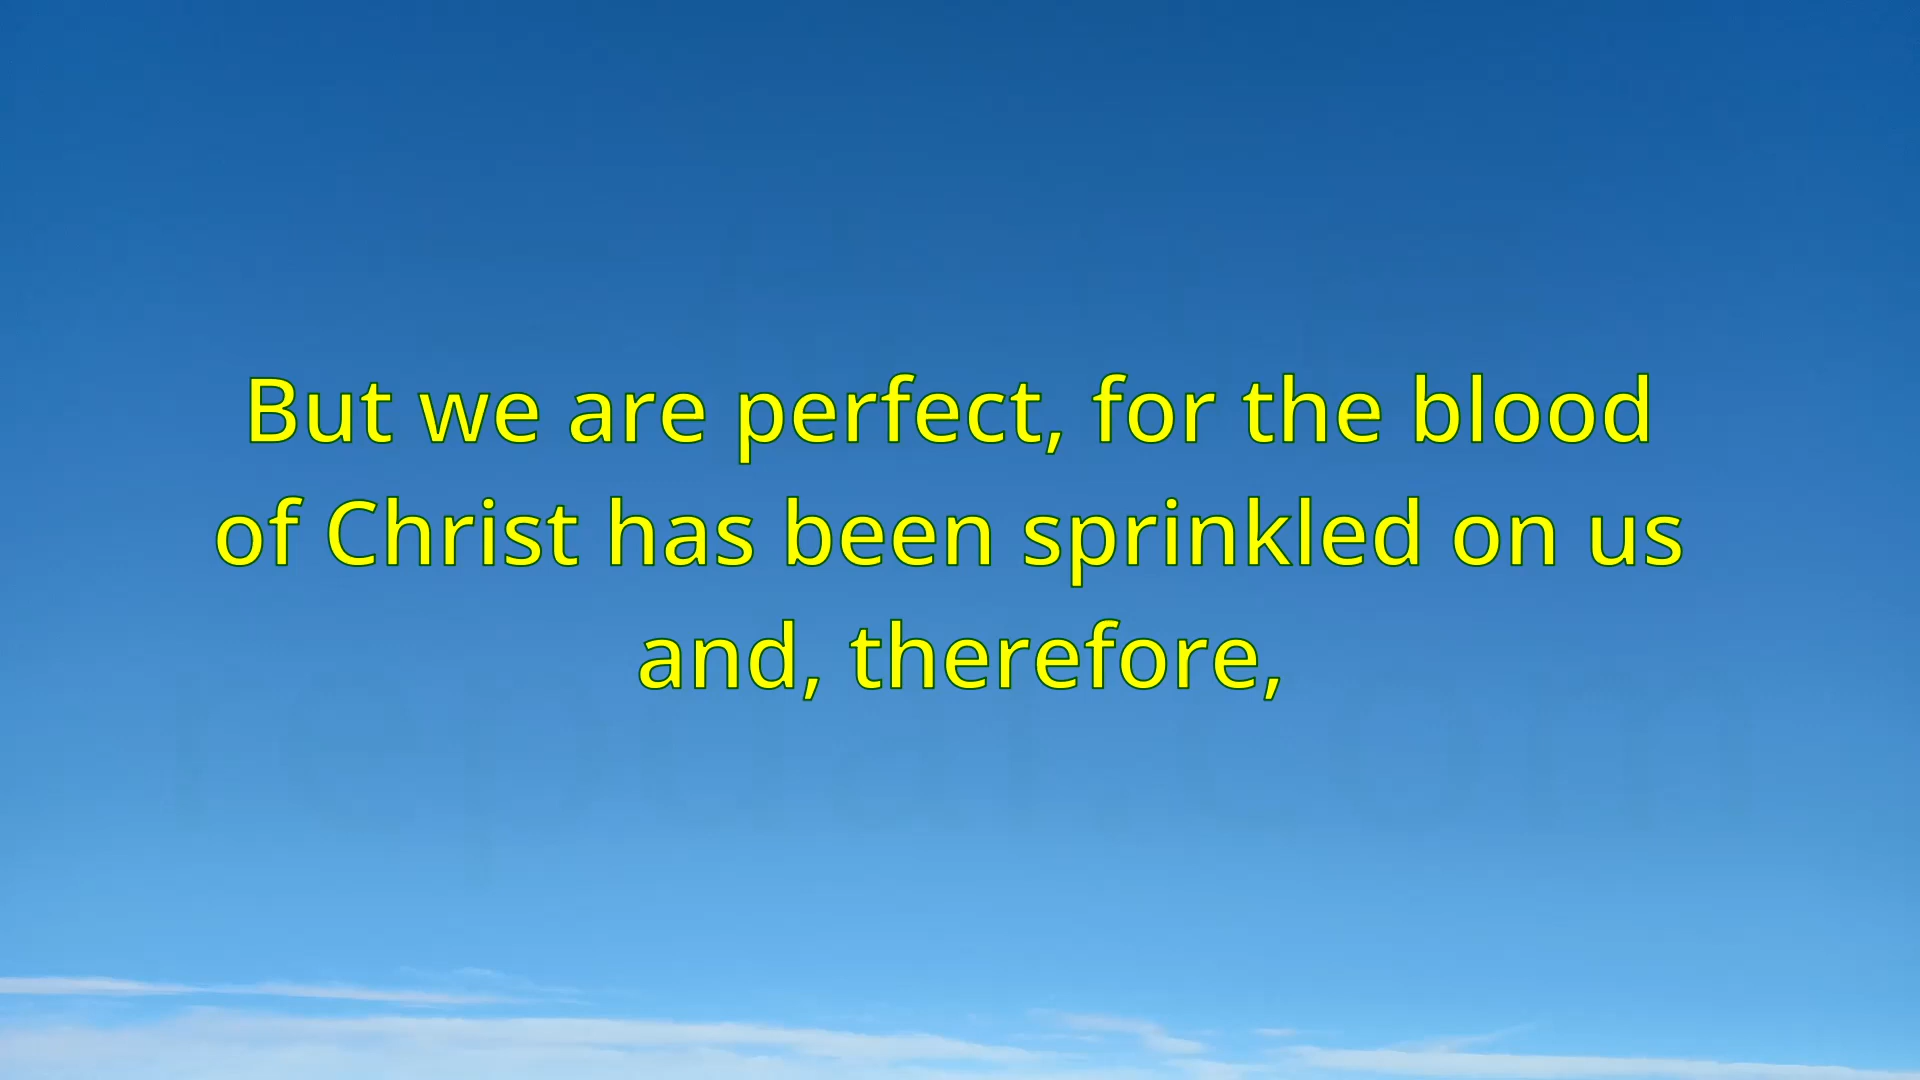 But we are perfect, for the blood
of Christ has been sprinkled on us
and, therefore,